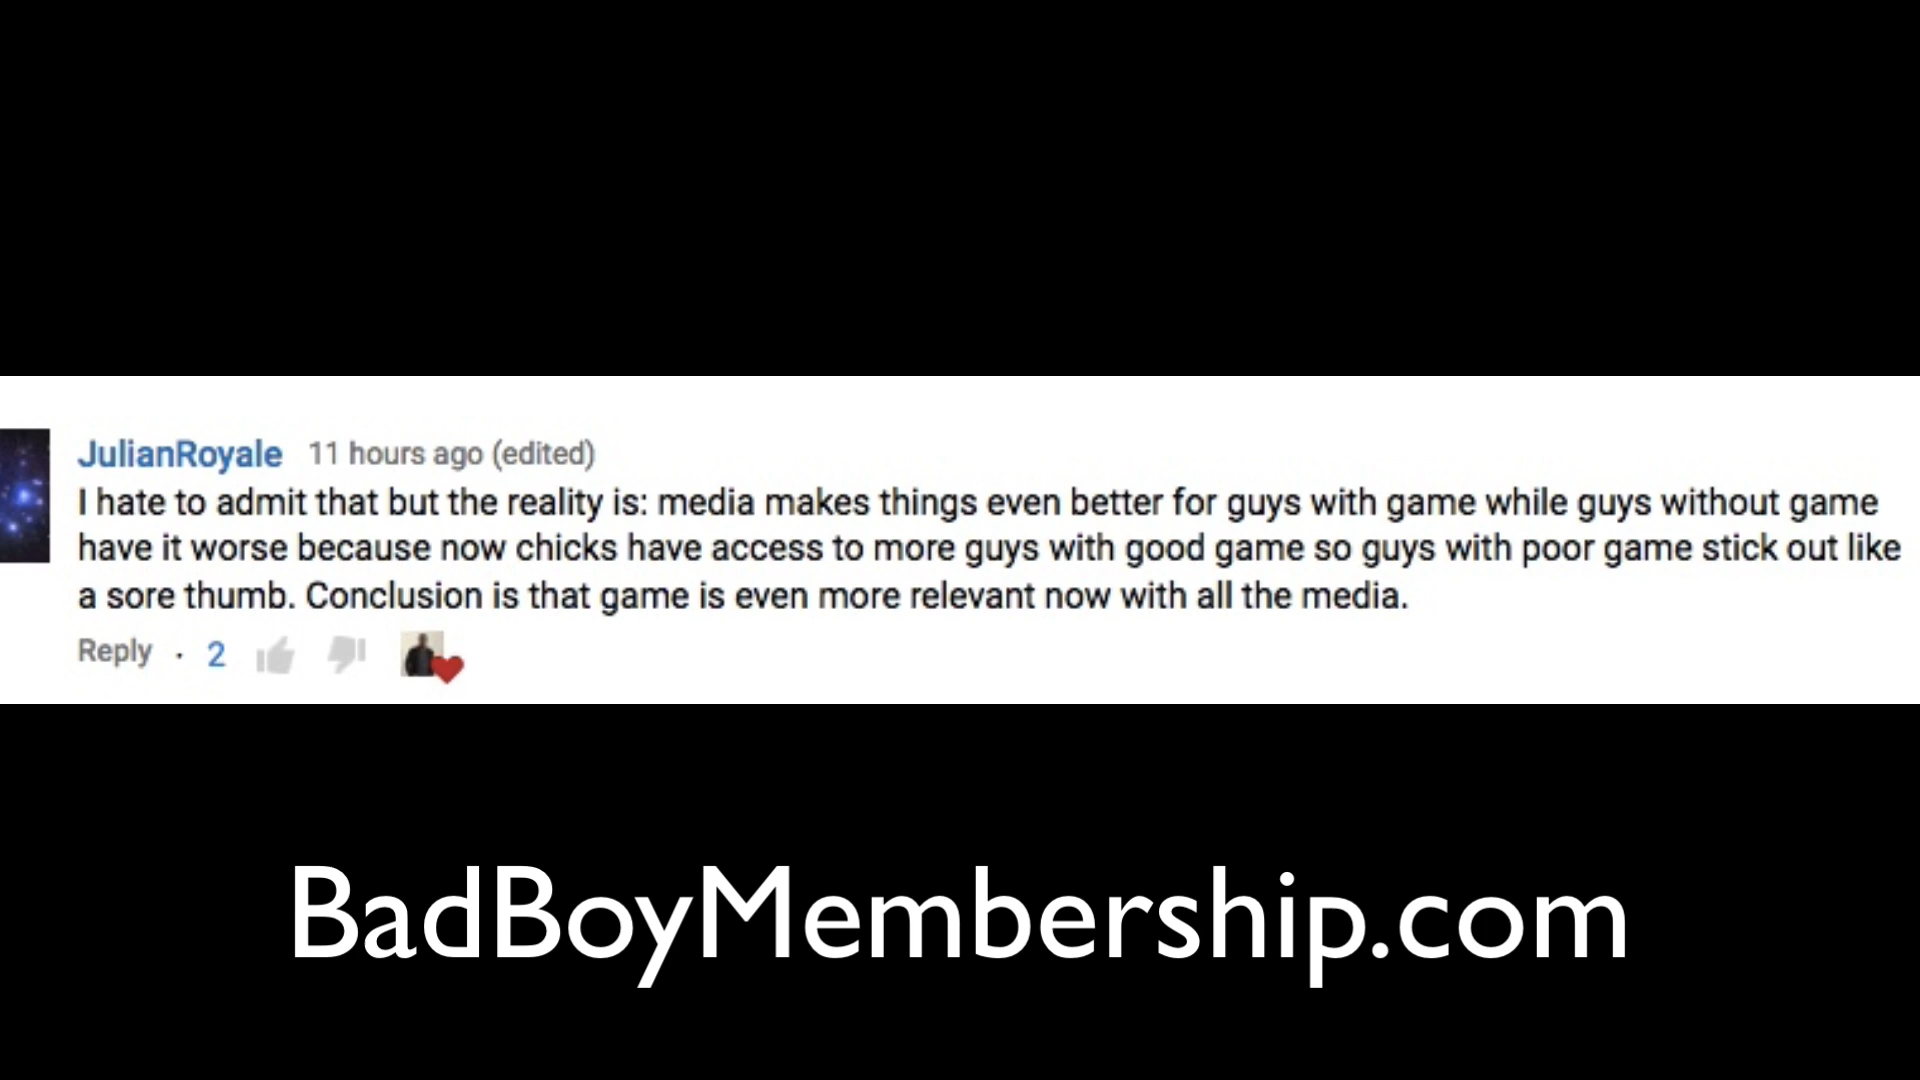 JulianRoyale 11 hours ago (edited)
I hate to admit that but the reality is: media makes things even better for guys with game while guys without game
have it worse because now chicks have access to more guys with good game so guys with poor game stick out like
a sore thumb. Conclusion is that game is even more relevant now with all the media.
Reply · 2
BadBoyMembership.com